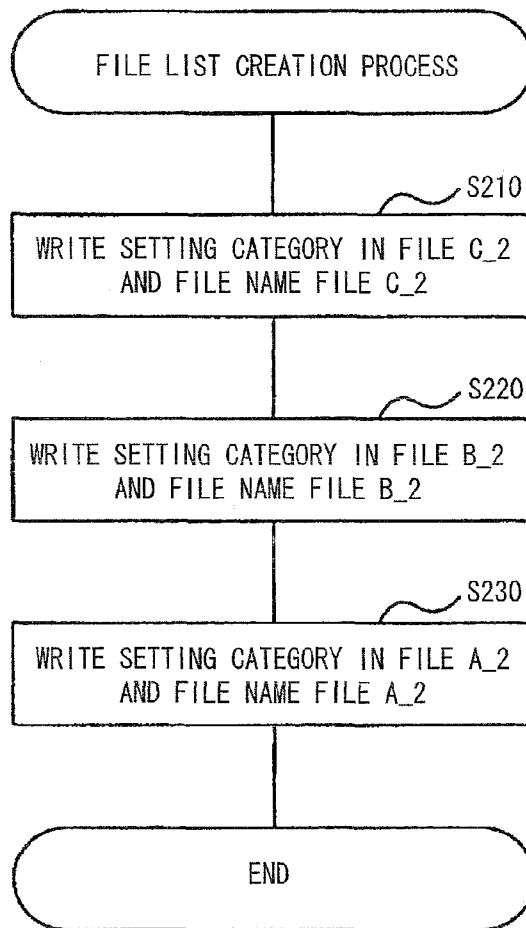 FILE LIST CREATION PROCESS
S210
WRITE SETTING CATEGORY IN FILE C_2
AND FILE NAME FILE C_2
S220
WRITE SETTING CATEGORY IN FILE B_2
AND FILE NAME FILE B_2
S230
WRITE SETTING CATEGORY IN FILE A_2
AND FILE NAME FILE A_2
END